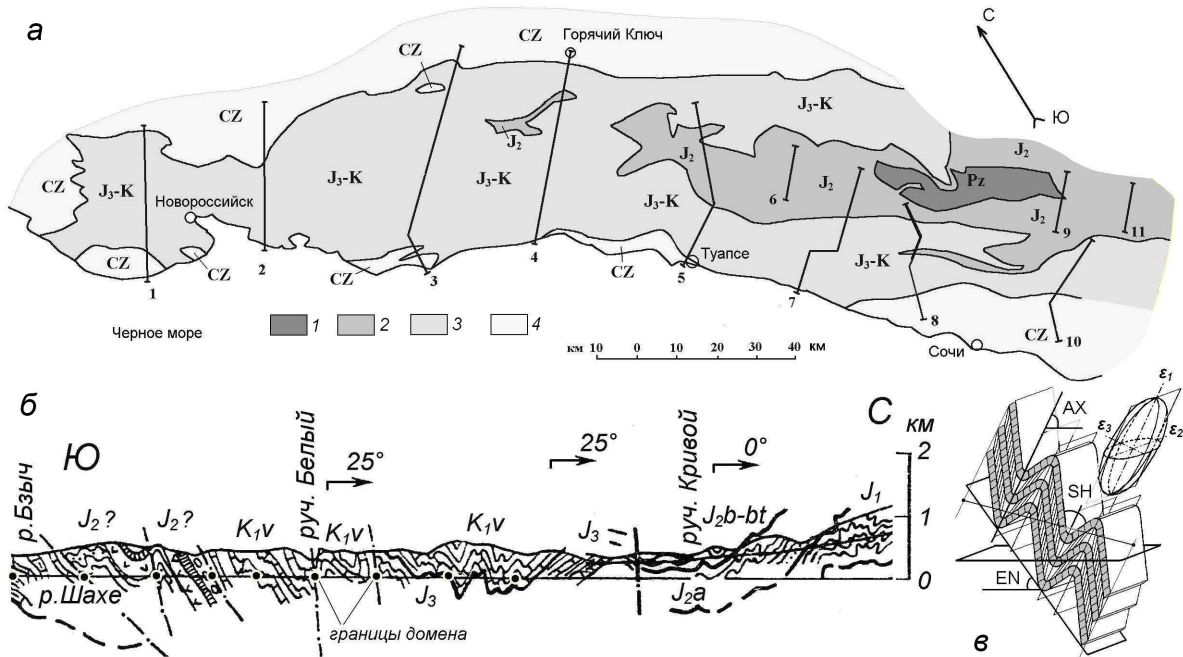 а
CZ
Горячий Ключ
С
Ю
CZ
CZ
J₃-K
J₂
J₃-K
J₃-K
J₂
J₃-K
J₂
Pz
J₂
J₂
CZ
J₃-K
Новороссийск
CZ
CZ
CZ
CZ
Туапсе
J₃-K
Сочи
CZ
1
2
3
4
5
6
7
8
9
10
11
Черное море
1
2
3
4
км 10 0 10 20 30 40 км
б
Ю
С
км
2
1
0
р.Бзыч
руч. Белый
25°
25°
руч. Кривой
0°
J₂?
J₂?
K₁v
K₁v
K₁v
J₃
J₂b-bt
J₁
р.Шахе
J₃
J₂a
границы домена
AX
SH
EN
ε₁
ε₂
ε₃
в